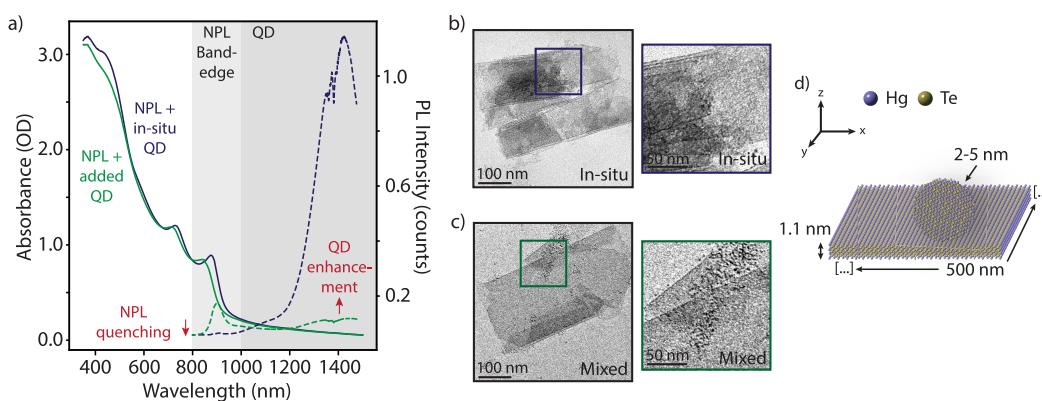 a)
NPL
Band-
edge
QD
NPL +
in-situ
QD
NPL +
added
QD
QD
enhance-
ment
NPL
quenching
3.0
2.0
1.0
0.0
Absorbance (OD)
1.0
0.6
0.2
PL Intensity (counts)
400
600
800
1000
1200
1400
Wavelength (nm)
b)
100 nm
In-situ
50 nm
In-situ
c)
100 nm
Mixed
50 nm
Mixed
d)
z
x
y
Hg
Te
2-5 nm
[..
1.1 nm
[...]
500 nm